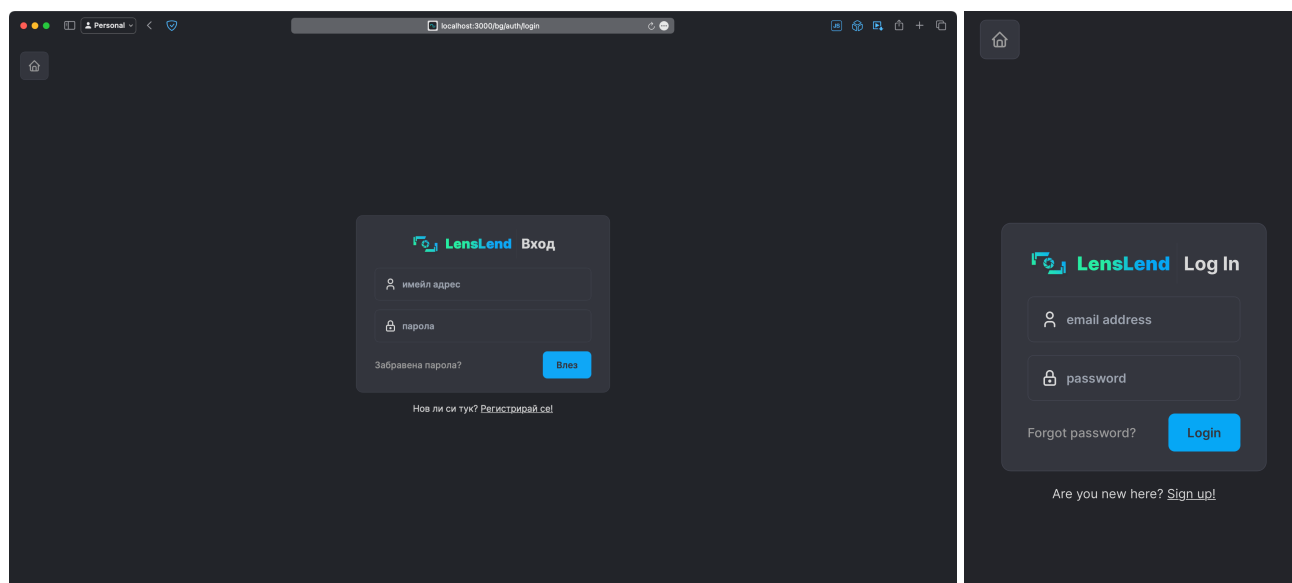 Personal
localhost:3000/bg/auth/login
JS
LensLend Вход
имейл адрес
парола
Забравена парола?
Влез
Нов ли си тук? Регистрирай се!
LensLend Log In
email address
password
Forgot password?
Login
Are you new here? Sign up!